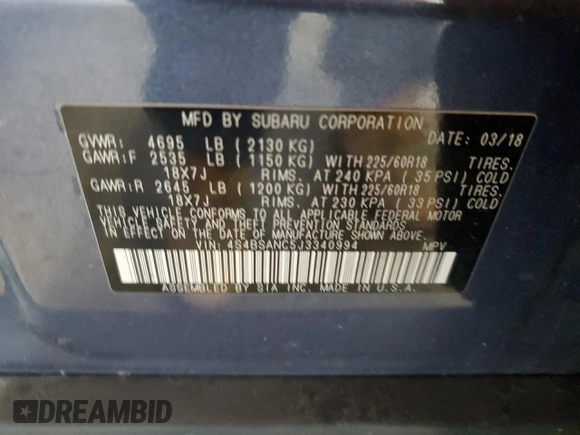 MFD BY SUBARU CORPORATION
GVWR: 4695 LB (2130 KG) DATE: 03/18
GAWR:F 2535 LB (1150 KG) WITH 225/60R18 TIRES.
18X7J RIMS. AT 240 KPA (35 PSI) COLD
GAWR:R 2645 LB (1200 KG) WITH 225/60R18 TIRES.
18X7J RIMS. AT 230 KPA (33 PSI) COLD
THIS VEHICLE CONFORMS TO ALL APPLICABLE FEDERAL MOTOR
VEHICLE SAFETY, BUMPER, AND THEFT PREVENTION STANDARDS
IN EFFECT ON THE DATE OF MANUFACTURE SHOWN ABOVE.
VIN: 4S4BSANC5J3340994 MPV
ASSEMBLED BY SIA INC. MADE IN U.S.A.
DREAMBID